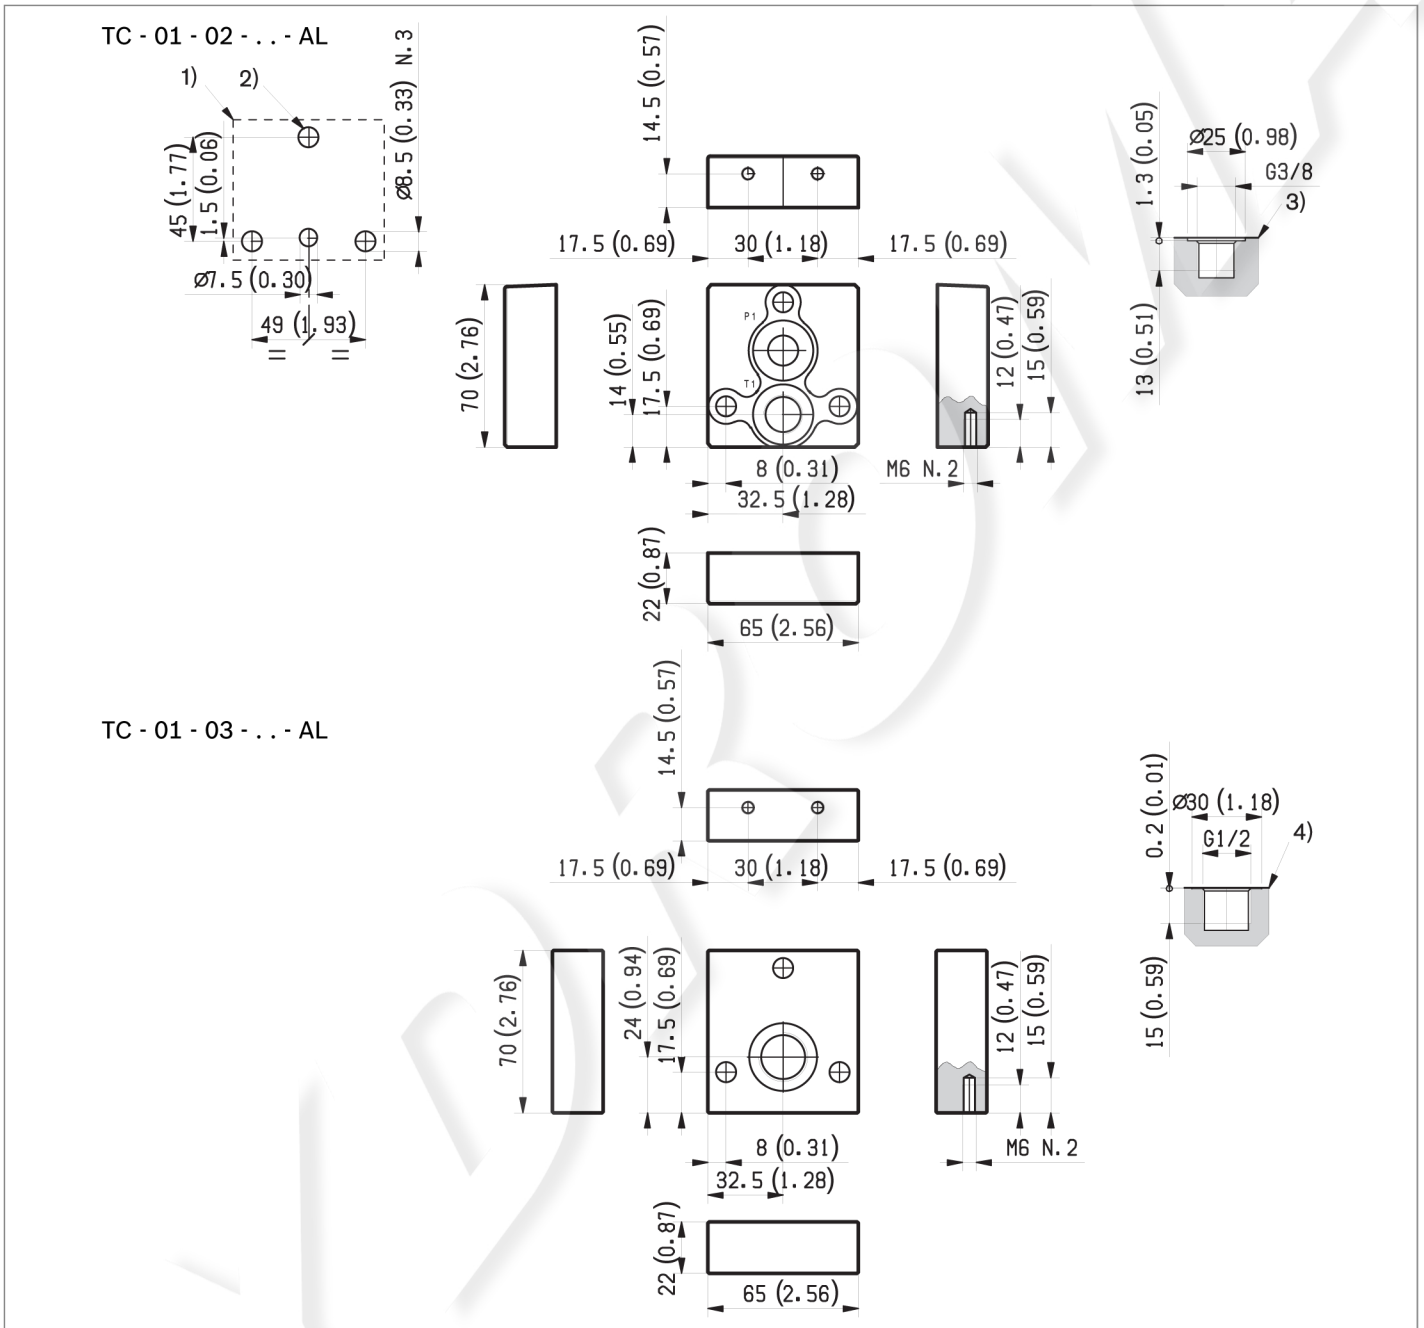 TC - 01 - 02 - . . - AL
1)
2)
45 (1.77)
1.5 (0.06)
Ø8.5 (0.33) N.3
Ø7.5 (0.30)
49 (1.93)
= =
14.5 (0.57)
17.5 (0.69) 30 (1.18) 17.5 (0.69)
70 (2.76)
14 (0.55)
17.5 (0.69)
P1
T1
12 (0.47)
15 (0.59)
8 (0.31)
M6 N.2
32.5 (1.28)
22 (0.87)
65 (2.56)
1.3 (0.05)
Ø25 (0.98)
G3/8
3)
13 (0.51)
TC - 01 - 03 - . . - AL
14.5 (0.57)
17.5 (0.69) 30 (1.18) 17.5 (0.69)
70 (2.76)
24 (0.94)
17.5 (0.69)
12 (0.47)
15 (0.59)
8 (0.31)
M6 N.2
32.5 (1.28)
22 (0.87)
65 (2.56)
0.2 (0.01)
Ø30 (1.18)
G1/2
4)
15 (0.59)